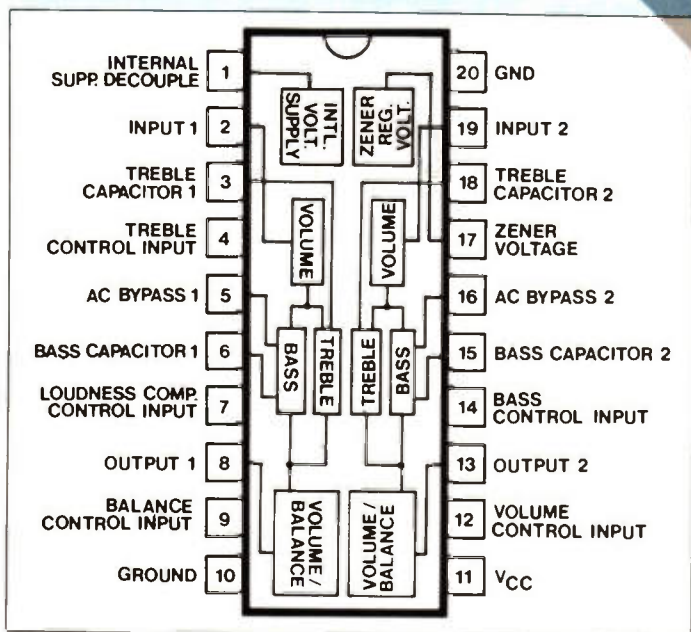 INTERNAL
SUPP. DECOUPLE
1
INPUT 1
2
TREBLE
CAPACITOR 1
3
TREBLE
CONTROL INPUT
4
AC BYPASS 1
5
BASS CAPACITOR 1
6
LOUDNESS COMP.
CONTROL INPUT
7
OUTPUT 1
8
BALANCE
CONTROL INPUT
9
GROUND
10
INTL.
VOLT.
SUPPLY
ZENER
REG.
VOLT.
VOLUME
VOLUME
BASS
TREBLE
TREBLE
BASS
VOLUME /
BALANCE
VOLUME /
BALANCE
20
GND
19
INPUT 2
18
TREBLE
CAPACITOR 2
17
ZENER
VOLTAGE
16
AC BYPASS 2
15
BASS CAPACITOR 2
14
BASS
CONTROL INPUT
13
OUTPUT 2
12
VOLUME
CONTROL INPUT
11
VCC